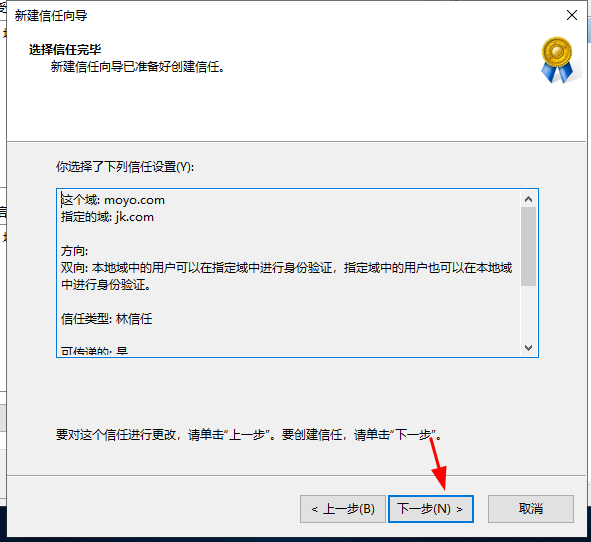 新建信任向导
选择信任完毕
新建信任向导已准备好创建信任。
你选择了下列信任设置(Y):
这个域: moyo.com
指定的域: jk.com
方向:
双向: 本地域中的用户可以在指定域中进行身份验证，指定域中的用户也可以在本地域
中进行身份验证。
信任类型: 林信任
可传递的: 是
要对这个信任进行更改，请单击“上一步”。要创建信任，请单击“下一步”。
< 上一步(B)
下一步(N) >
取消